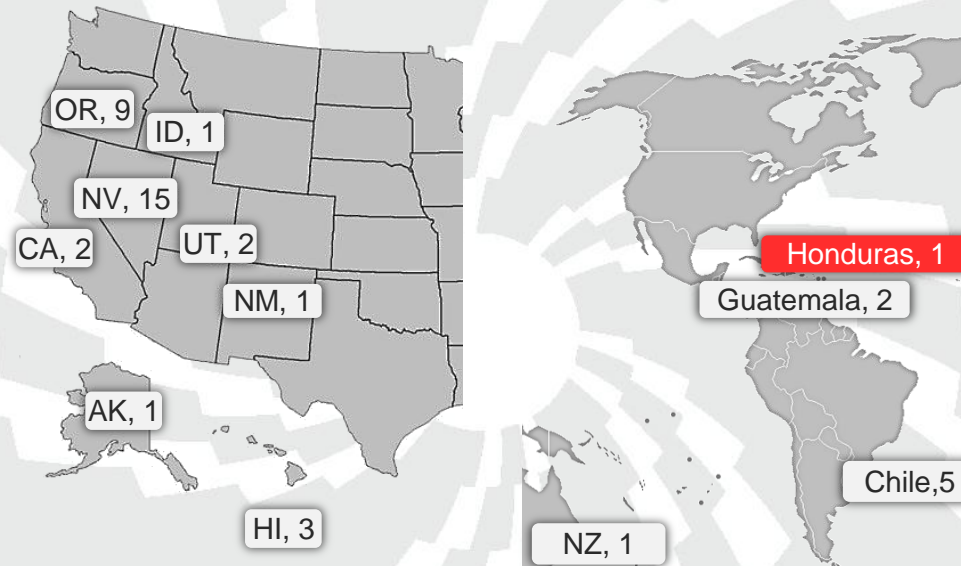 OR, 9
ID, 1
NV, 15
CA, 2
UT, 2
NM, 1
AK, 1
HI, 3
Honduras, 1
Guatemala, 2
Chile,5
NZ, 1